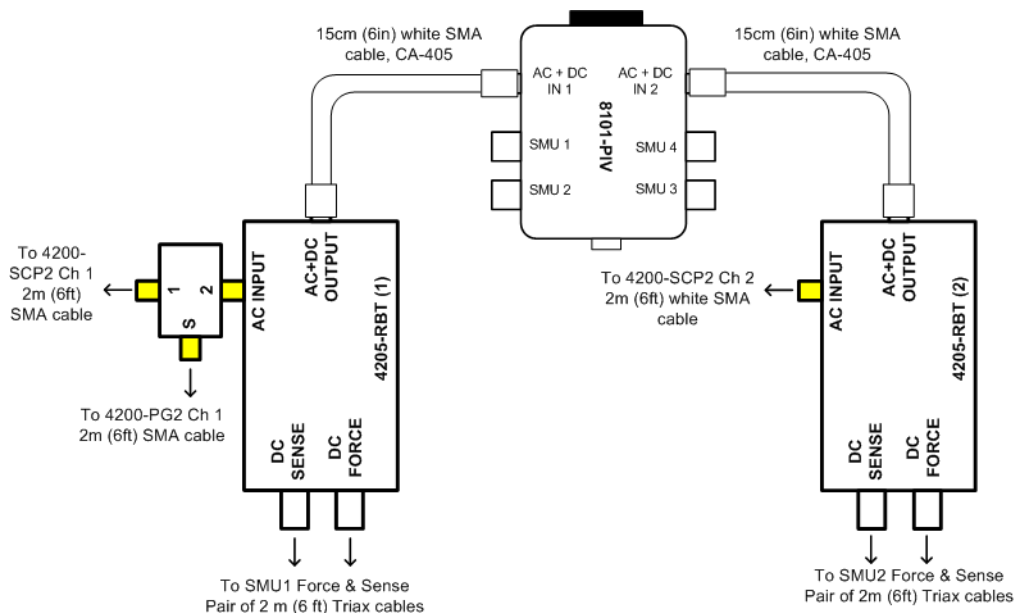 15cm (6in) white SMA
cable, CA-405
15cm (6in) white SMA
cable, CA-405
AC + DC
IN 1
AC + DC
IN 2
8101-PIV
SMU 1
SMU 4
SMU 2
SMU 3
To 4200-
SCP2 Ch 1
2m (6ft)
SMA cable
1
2
S
AC INPUT
AC+DC
OUTPUT
4205-RBT (1)
DC
SENSE
DC
FORCE
To 4200-PG2 Ch 1
2m (6ft) SMA cable
To SMU1 Force & Sense
Pair of 2 m (6 ft) Triax cables
To 4200-SCP2 Ch 2
2m (6ft) white SMA
cable
AC INPUT
AC+DC
OUTPUT
4205-RBT (2)
DC
SENSE
DC
FORCE
To SMU2 Force & Sense
Pair of 2m (6ft) Triax cables